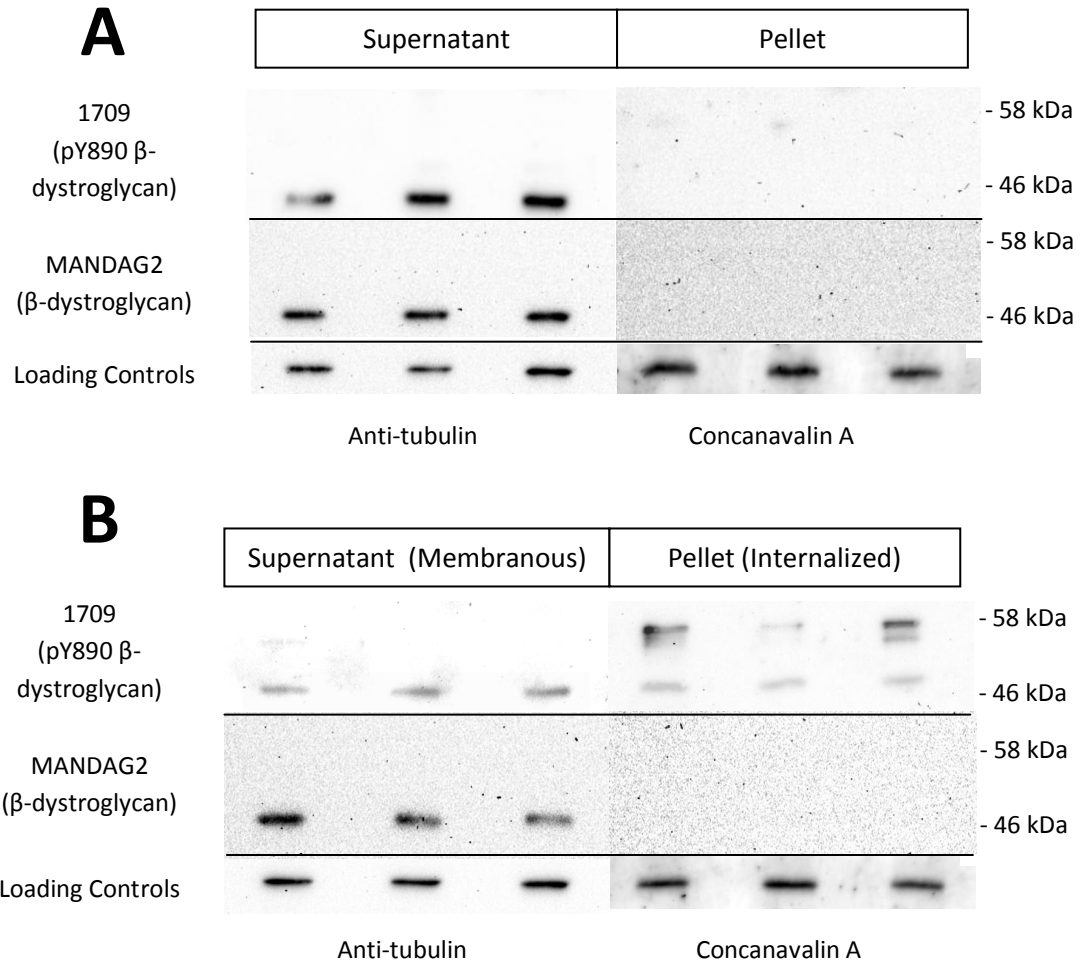 A
Supernatant Pellet
1709
(pY890 β-
dystroglycan)
- 58 kDa
- 46 kDa
MANDAG2
(β-dystroglycan)
- 58 kDa
- 46 kDa
Loading Controls
Anti-tubulin Concanavalin A
B
Supernatant (Membranous) Pellet (Internalized)
1709
(pY890 β-
dystroglycan)
- 58 kDa
- 46 kDa
MANDAG2
(β-dystroglycan)
- 58 kDa
- 46 kDa
Loading Controls
Anti-tubulin Concanavalin A